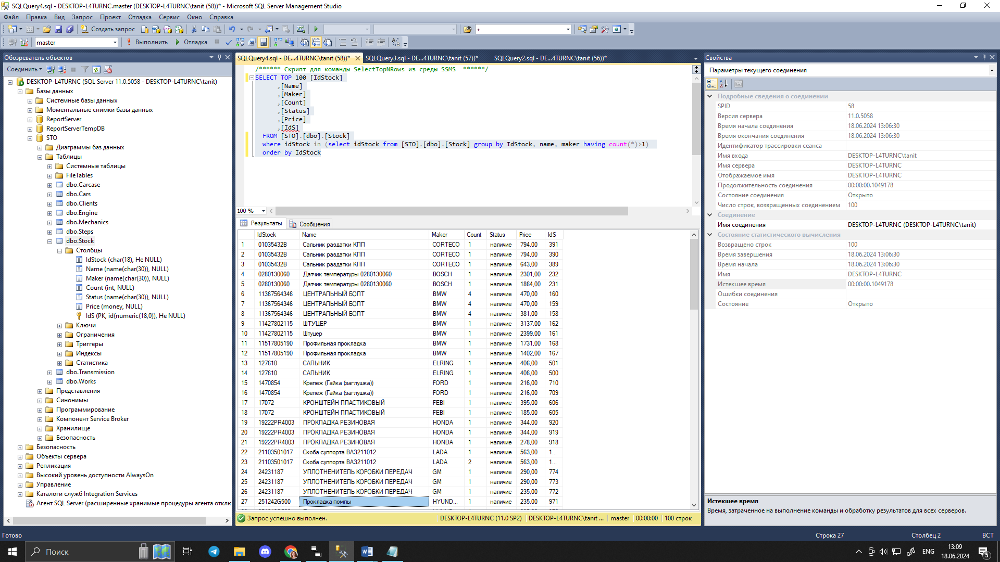 SQLQuery4.sql - DESKTOP-L4TURNC.master (DESKTOP-L4TURNC\tanit (58))* - Microsoft SQL Server Management Studio
Файл Правка Вид Запрос Проект Отладка Сервис Окно Справка
Создать запрос +
master Выполнить Отладка
Обозреватель объектов
Соединить
DESKTOP-L4TURNC (SQL Server 11.0.5058 - DESKTOP-L4TURNC\tanit)
Базы данных
Системные базы данных
Моментальные снимки базы данных
ReportServer
ReportServerTempDB
STO
Диаграммы баз данных
Таблицы
Системные таблицы
FileTables
dbo.Carcase
dbo.Cars
dbo.Clients
dbo.Engine
dbo.Mechanics
dbo.Steps
dbo.Stock
Столбцы
IdStock (char(18), Не NULL)
Name (name(char(30)), NULL)
Maker (name(char(30)), NULL)
Count (int, NULL)
Status (name(char(30)), NULL)
Price (money, NULL)
IdS (PK, id(numeric(18,0)), Не NULL)
Ключи
Ограничения
Триггеры
Индексы
Статистика
dbo.Transmission
dbo.Works
Представления
Синонимы
Программирование
Компонент Service Broker
Хранилище
Безопасность
Безопасность
Объекты сервера
Репликация
Высокий уровень доступности AlwaysOn
Управление
Каталоги служб Integration Services
Агент SQL Server (расширенные хранимые процедуры агента отклю
SQLQuery4.sql - DE...4TURNC\tanit (58))* SQLQuery3.sql - DE...4TURNC\tanit (57))* SQLQuery2.sql - DE...4TURNC\tanit (56))*
/****** Скрипт для команды SelectTopNRows из среды SSMS ******/
SELECT TOP 100 [IdStock]
,[Name]
,[Maker]
,[Count]
,[Status]
,[Price]
,[IdS]
FROM [STO].[dbo].[Stock]
where idStock in (select idStock from [STO].[dbo].[Stock] group by IdStock, name, maker having count(*)>1)
order by IdStock
100 %
Результаты Сообщения
IdStock Name Maker Count Status Price IdS
1 01035432B Сальник раздатки КПП CORTECO 1 наличие 794,00 391
2 01035432B Сальник раздатки КПП CORTECO 1 наличие 794,00 390
3 01035432B Сальник раздатки КПП CORTECO 1 наличие 643,00 389
4 0280130060 Датчик температуры 0280130060 BOSCH 1 наличие 2301,00 232
5 0280130060 Датчик температуры 0280130060 BOSCH 1 наличие 1864,00 231
6 11367564346 ЦЕНТРАЛЬНЫЙ БОЛТ BMW 4 наличие 470,00 160
7 11367564346 ЦЕНТРАЛЬНЫЙ БОЛТ BMW 4 наличие 470,00 159
8 11367564346 ЦЕНТРАЛЬНЫЙ БОЛТ BMW 4 наличие 381,00 158
9 11427802115 ШТУЦЕР BMW 1 наличие 3137,00 162
10 11427802115 Штуцер BMW 1 наличие 2399,00 161
11 11517805190 Профильная прокладка BMW 1 наличие 1731,00 168
12 11517805190 Профильная прокладка BMW 1 наличие 1402,00 167
13 127610 САЛЬНИК ELRING 1 наличие 406,00 501
14 127610 САЛЬНИК ELRING 1 наличие 406,00 500
15 1470854 Крепеж (Гайка (заглушка)) FORD 1 наличие 216,00 710
16 1470854 Крепеж (Гайка (заглушка)) FORD 1 наличие 216,00 709
17 17072 КРОНШТЕЙН ПЛАСТИКОВЫЙ FEBI 1 наличие 395,00 606
18 17072 КРОНШТЕЙН ПЛАСТИКОВЫЙ FEBI 1 наличие 185,00 605
19 19222PR4003 ПРОКЛАДКА РЕЗИНОВАЯ HONDA 1 наличие 344,00 920
20 19222PR4003 ПРОКЛАДКА РЕЗИНОВАЯ HONDA 1 наличие 344,00 919
21 19222PR4003 ПРОКЛАДКА РЕЗИНОВАЯ HONDA 1 наличие 278,00 918
22 21103501017 Скоба суппорта ВАЗ211012 LADA 1 наличие 563,00 1...
23 21103501017 Скоба суппорта ВАЗ211012 LADA 2 наличие 563,00 1...
24 24231187 УПЛОТНЕНИТЕЛЬ КОРОБКИ ПЕРЕДАЧ GM 1 наличие 290,00 774
25 24231187 УПЛОТНЕНИТЕЛЬ КОРОБКИ ПЕРЕДАЧ GM 1 наличие 290,00 773
26 24231187 УПЛОТНЕНИТЕЛЬ КОРОБКИ ПЕРЕДАЧ GM 1 наличие 235,00 772
27 251242G500 Прокладка помпы HYUND... 1 наличие 235,00 971
Запрос успешно выполнен. DESKTOP-L4TURNC (11.0 SP2) DESKTOP-L4TURNC\tanit ... master 00:00:00 100 строк
Свойства
Параметры текущего соединения
Подробные сведения о соединении
SPID 58
Версия сервера 11.0.5058
Время начала соединения 18.06.2024 13:06:30
Время окончания соединения 18.06.2024 13:06:30
Идентификатор трассировки сеанса
Имя входа DESKTOP-L4TURNC\tanit
Имя сервера DESKTOP-L4TURNC
Отображаемое имя DESKTOP-L4TURNC
Продолжительность соединения 00:00:00.1049178
Состояние соединения Открыто
Число строк, возвращенных соединением 100
Соединение
Имя соединения DESKTOP-L4TURNC (DESKTOP-L4TURNC\tanit)
Состояние статистического вычисления
Возвращено строк 100
Время завершения 18.06.2024 13:06:30
Время начала 18.06.2024 13:06:30
Имя DESKTOP-L4TURNC
Истекшее время 00:00:00.1049178
Ошибки соединения
Состояние Открыто
Истекшее время
Время, затраченное на выполнение команды и обработку результатов для всех серверов.
Готово Строка 27 Столбец 2 ВСТ
Поиск ENG 13:09
18.06.2024 5